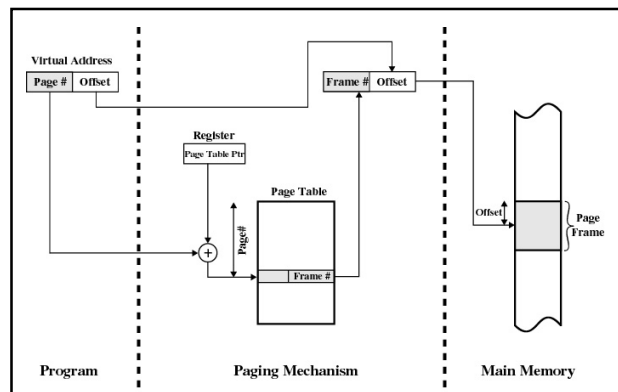 Virtual Address
Page # Offset
Frame # Offset
Register
Page Table Ptr
Page Table
Page#
+
Frame #
Offset
Page
Frame
Program
Paging Mechanism
Main Memory